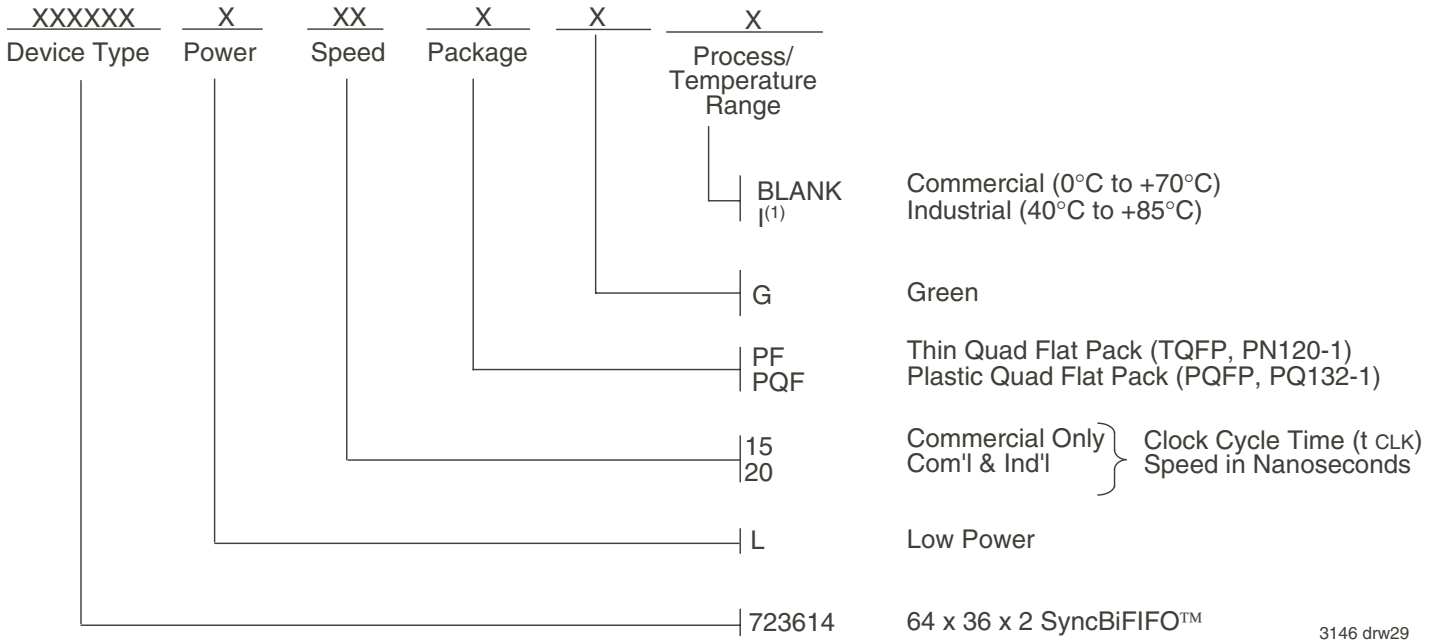 XXXXXX X XX X X X
Device Type Power Speed Package Process/
Temperature
Range
BLANK Commercial (0°C to +70°C)
I(1) Industrial (40°C to +85°C)
G Green
PF Thin Quad Flat Pack (TQFP, PN120-1)
PQF Plastic Quad Flat Pack (PQFP, PQ132-1)
15 Commercial Only Clock Cycle Time (t CLK)
20 Com'l & Ind'l Speed in Nanoseconds
L Low Power
723614 64 x 36 x 2 SyncBiFIFO™
3146 drw29